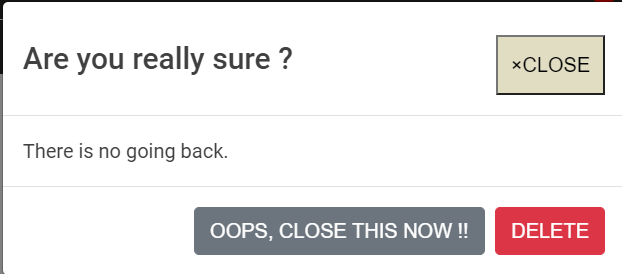 Are you really sure ?
×CLOSE
There is no going back.
OOPS, CLOSE THIS NOW !!
DELETE